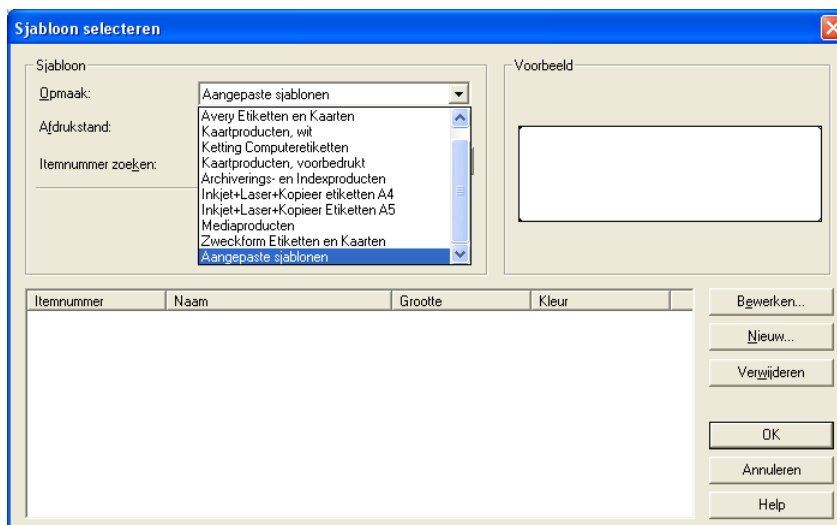 Sjabloon selecteren
Sjabloon
Opmaak:
Aangepaste sjablonen
Avery Etiketten en Kaarten
Kaartproducten, wit
Ketting Computeretiketten
Kaartproducten, voorbedrukt
Archiverings- en Indexproducten
Inkjet+Laser+Kopieer etiketten A4
Inkjet+Laser+Kopieer Etiketten A5
Mediaproducten
Zweckform Etiketten en Kaarten
Aangepaste sjablonen
Afdrukstand:
Itemnummer zoeken:
Voorbeeld
Itemnummer Naam Grootte Kleur
Bewerken...
Nieuw...
Verwijderen
OK
Annuleren
Help